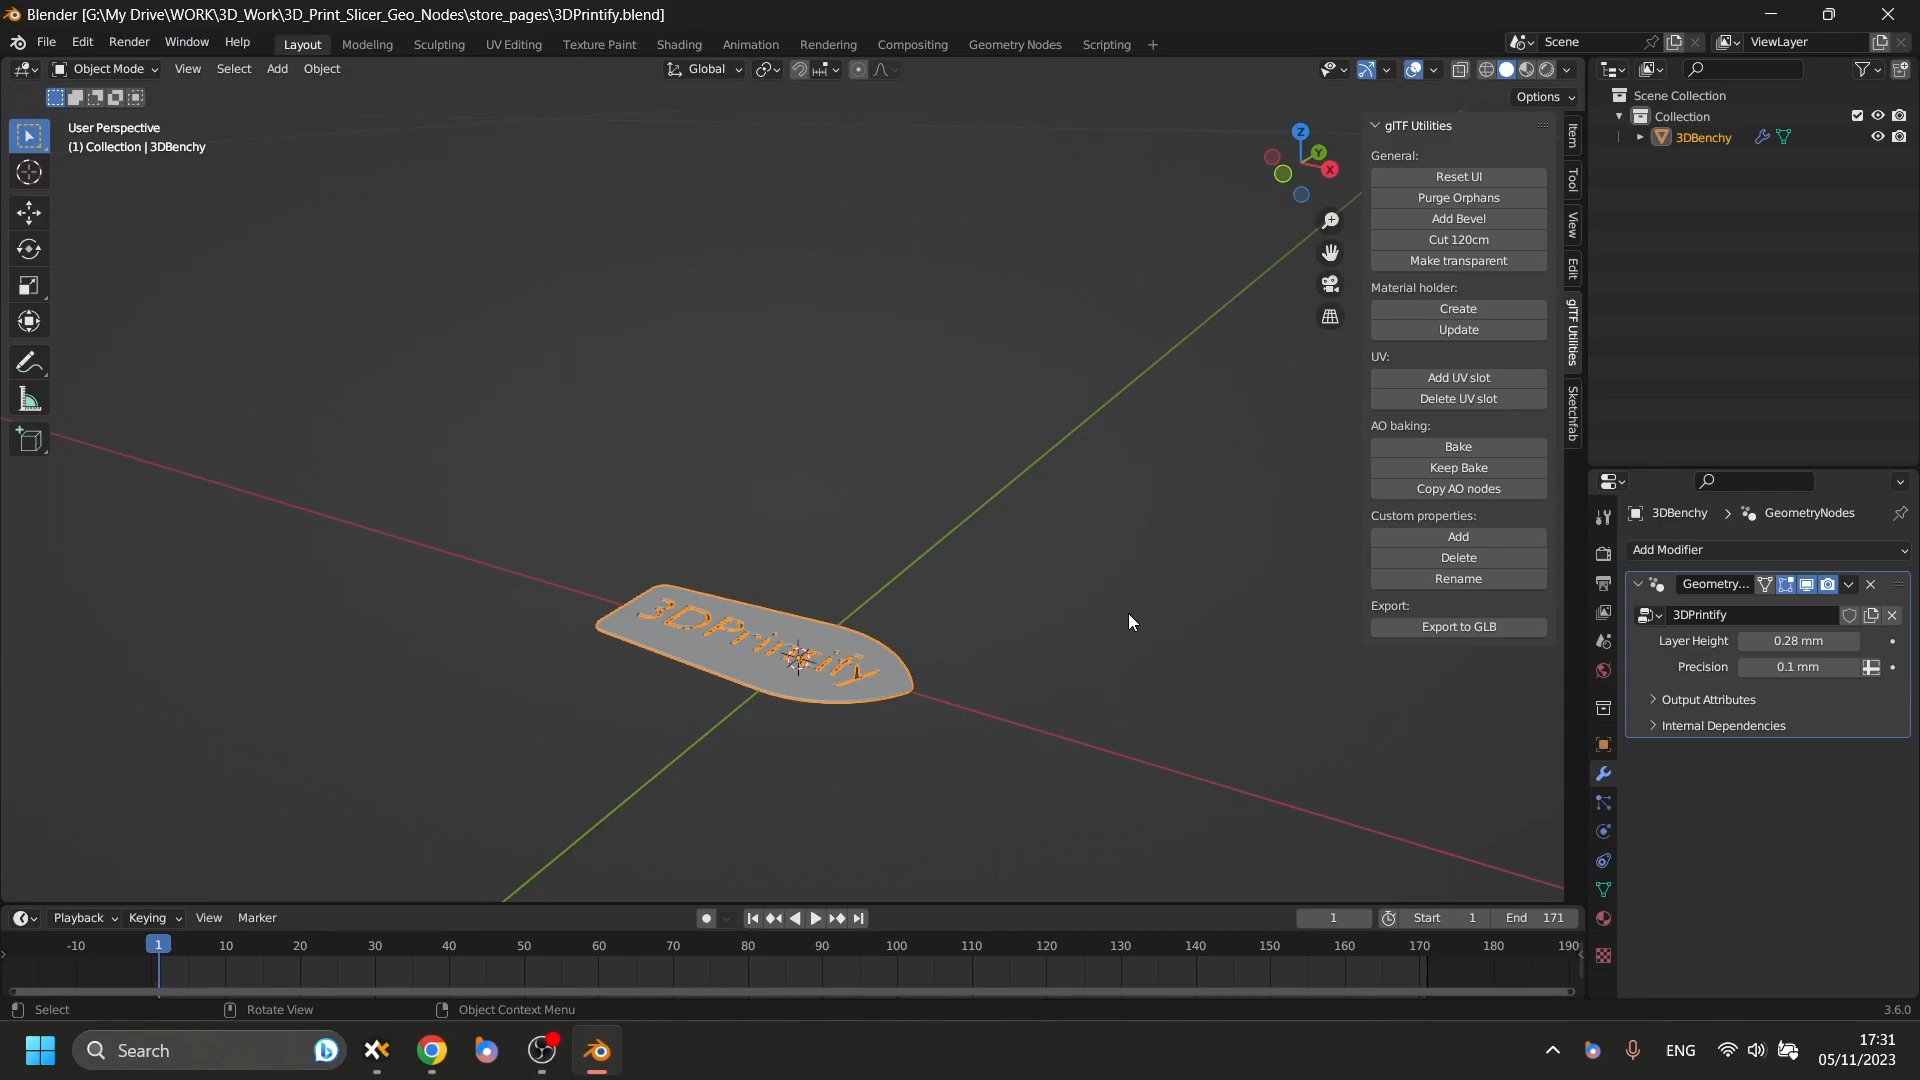 Blender [G:\My Drive\WORK\3D_Work\3D_Print_Slicer_Geo_Nodes\store_pages\3DPrintify.blend]
File Edit Render Window Help Layout Modeling Sculpting UV Editing Texture Paint Shading Animation Rendering Compositing Geometry Nodes Scripting + Scene ViewLayer
Object Mode View Select Add Object Global
Options
User Perspective
(1) Collection | 3DBenchy
Z
Y
X
3DPrintify
glTF Utilities
General:
Reset UI
Purge Orphans
Add Bevel
Cut 120cm
Make transparent
Material holder:
Create
Update
UV:
Add UV slot
Delete UV slot
AO baking:
Bake
Keep Bake
Copy AO nodes
Custom properties:
Add
Delete
Rename
Export:
Export to GLB
Item
Tool
View
Edit
glTF Utilities
Sketchfab
Scene Collection
Collection
3DBenchy
3DBenchy > GeometryNodes
Add Modifier
Geometry...
3DPrintify
Layer Height 0.28 mm
Precision 0.1 mm
Output Attributes
Internal Dependencies
Playback Keying View Marker 1 Start 1 End 171
-10 1 10 20 30 40 50 60 70 80 90 100 110 120 130 140 150 160 170 180 190
Select Rotate View Object Context Menu 3.6.0
Search ENG 17:31
05/11/2023